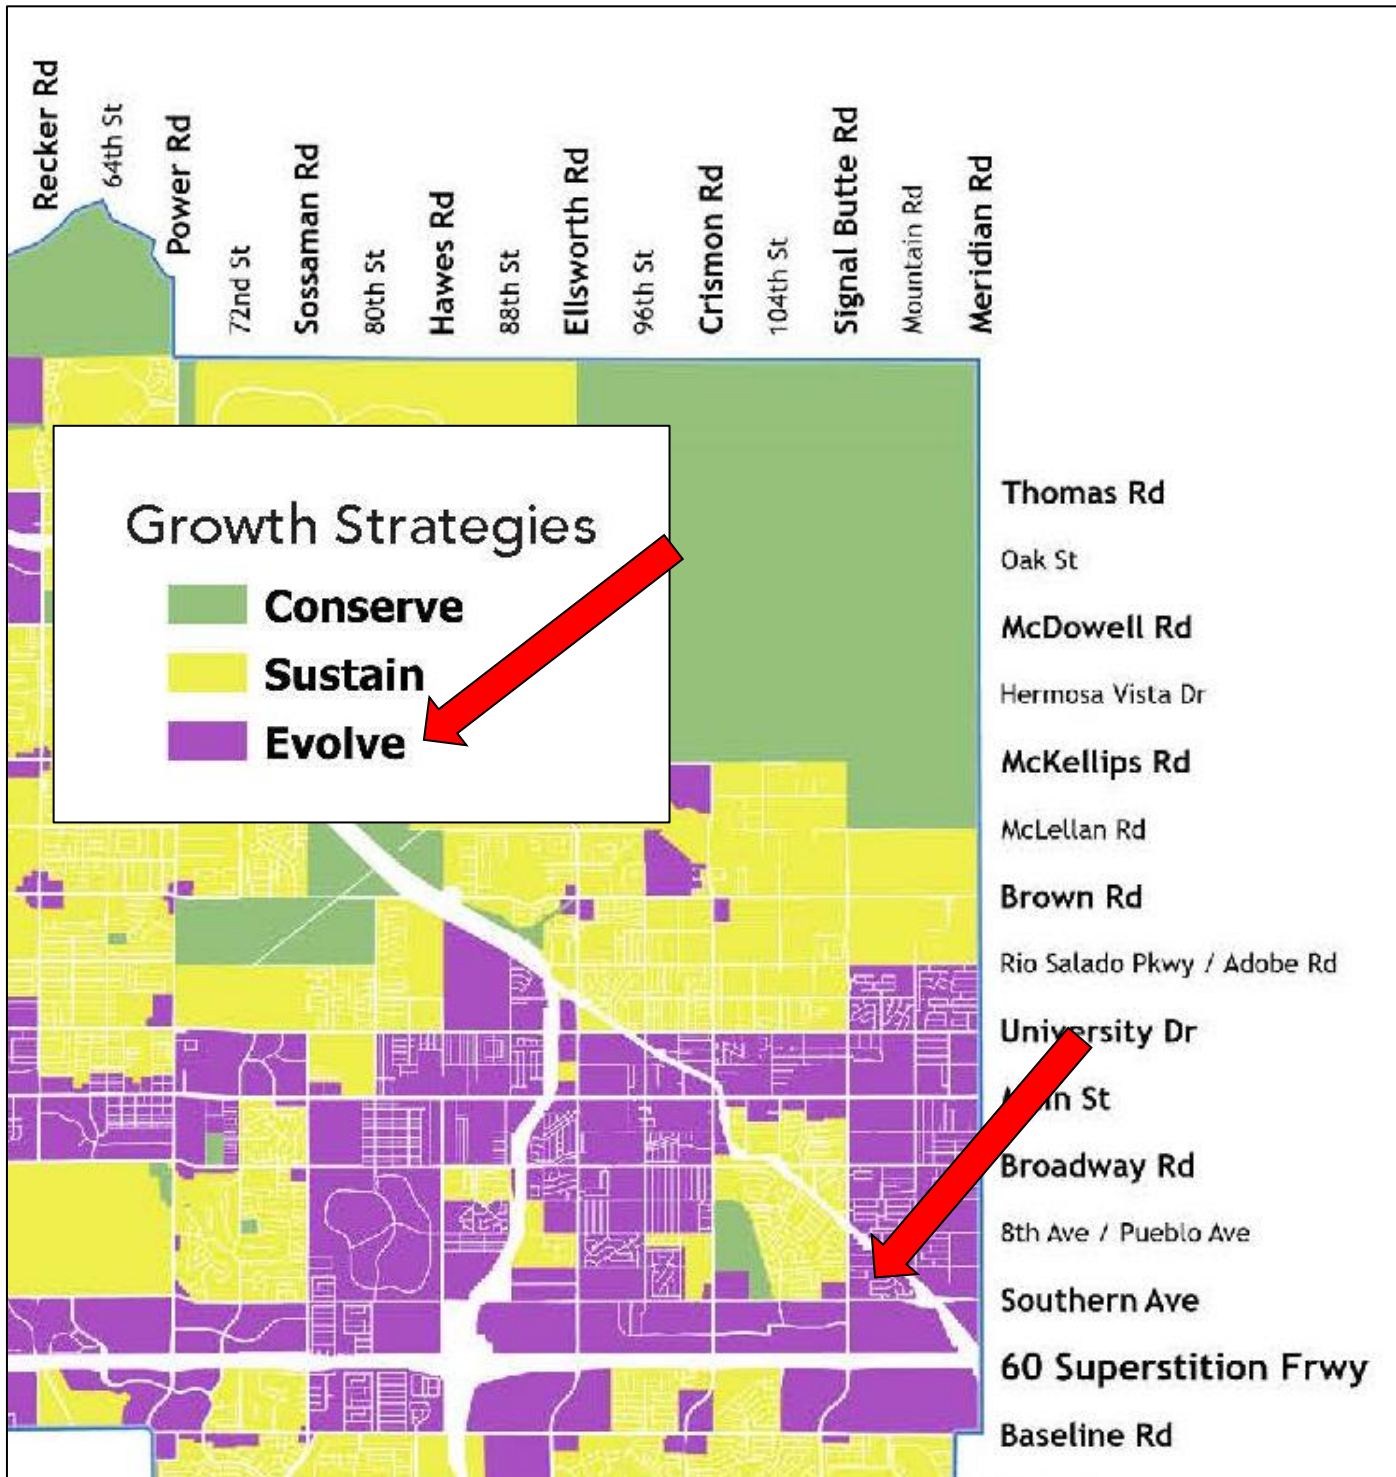 Recker Rd
64th St
Power Rd
72nd St
Sossaman Rd
80th St
Hawes Rd
88th St
Ellsworth Rd
96th St
Crismon Rd
104th St
Signal Butte Rd
Mountain Rd
Meridian Rd
Growth Strategies
Conserve
Sustain
Evolve
Thomas Rd
Oak St
McDowell Rd
Hermosa Vista Dr
McKellips Rd
McLellan Rd
Brown Rd
Rio Salado Pkwy / Adobe Rd
University Dr
Main St
Broadway Rd
8th Ave / Pueblo Ave
Southern Ave
60 Superstition Frwy
Baseline Rd